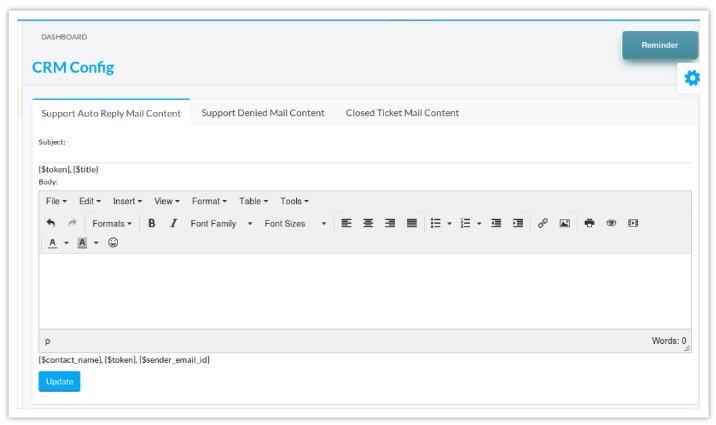 DASHBOARD
Reminder
CRM Config
Support Auto Reply Mail Content Support Denied Mail Content Closed Ticket Mail Content
Subject:
{$token}, {$title}
Body:
File Edit Insert View Format Table Tools
Formats B I Font Family Font Sizes
A A
p Words: 0
{$contact_name}, {$token}, {$sender_email_id}
Update